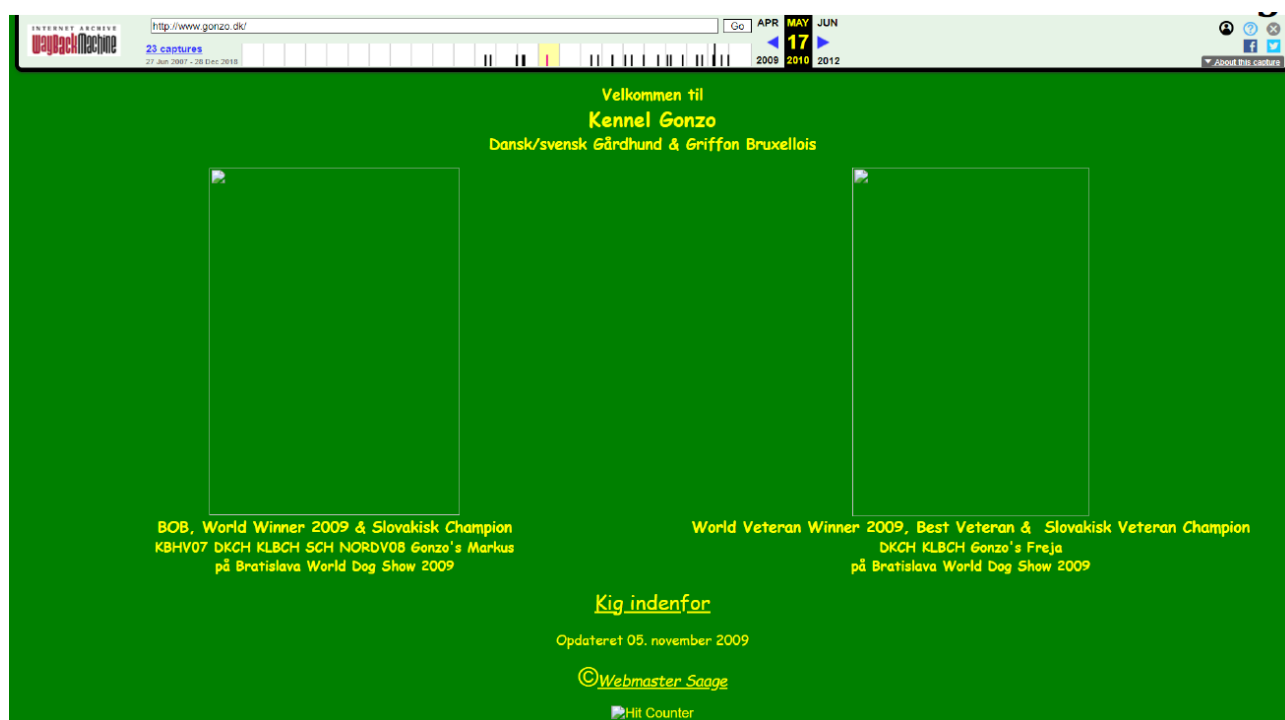 INTERNET ARCHIVE
WayBackMachine
http://www.gonzo.dk/
Go
APR MAY JUN
23 captures
17
27 Jun 2007 - 28 Dec 2018
2009 2010 2012
About this capture
Velkommen til
Kennel Gonzo
Dansk/svensk Gårdhund & Griffon Bruxellois
BOB, World Winner 2009 & Slovakisk Champion
KBHV07 DKCH KLBCH SCH NORDV08 Gonzo's Markus
på Bratislava World Dog Show 2009
World Veteran Winner 2009, Best Veteran & Slovakisk Veteran Champion
DKCH KLBCH Gonzo's Freja
på Bratislava World Dog Show 2009
Kig indenfor
Opdateret 05. november 2009
©Webmaster Saage
Hit Counter